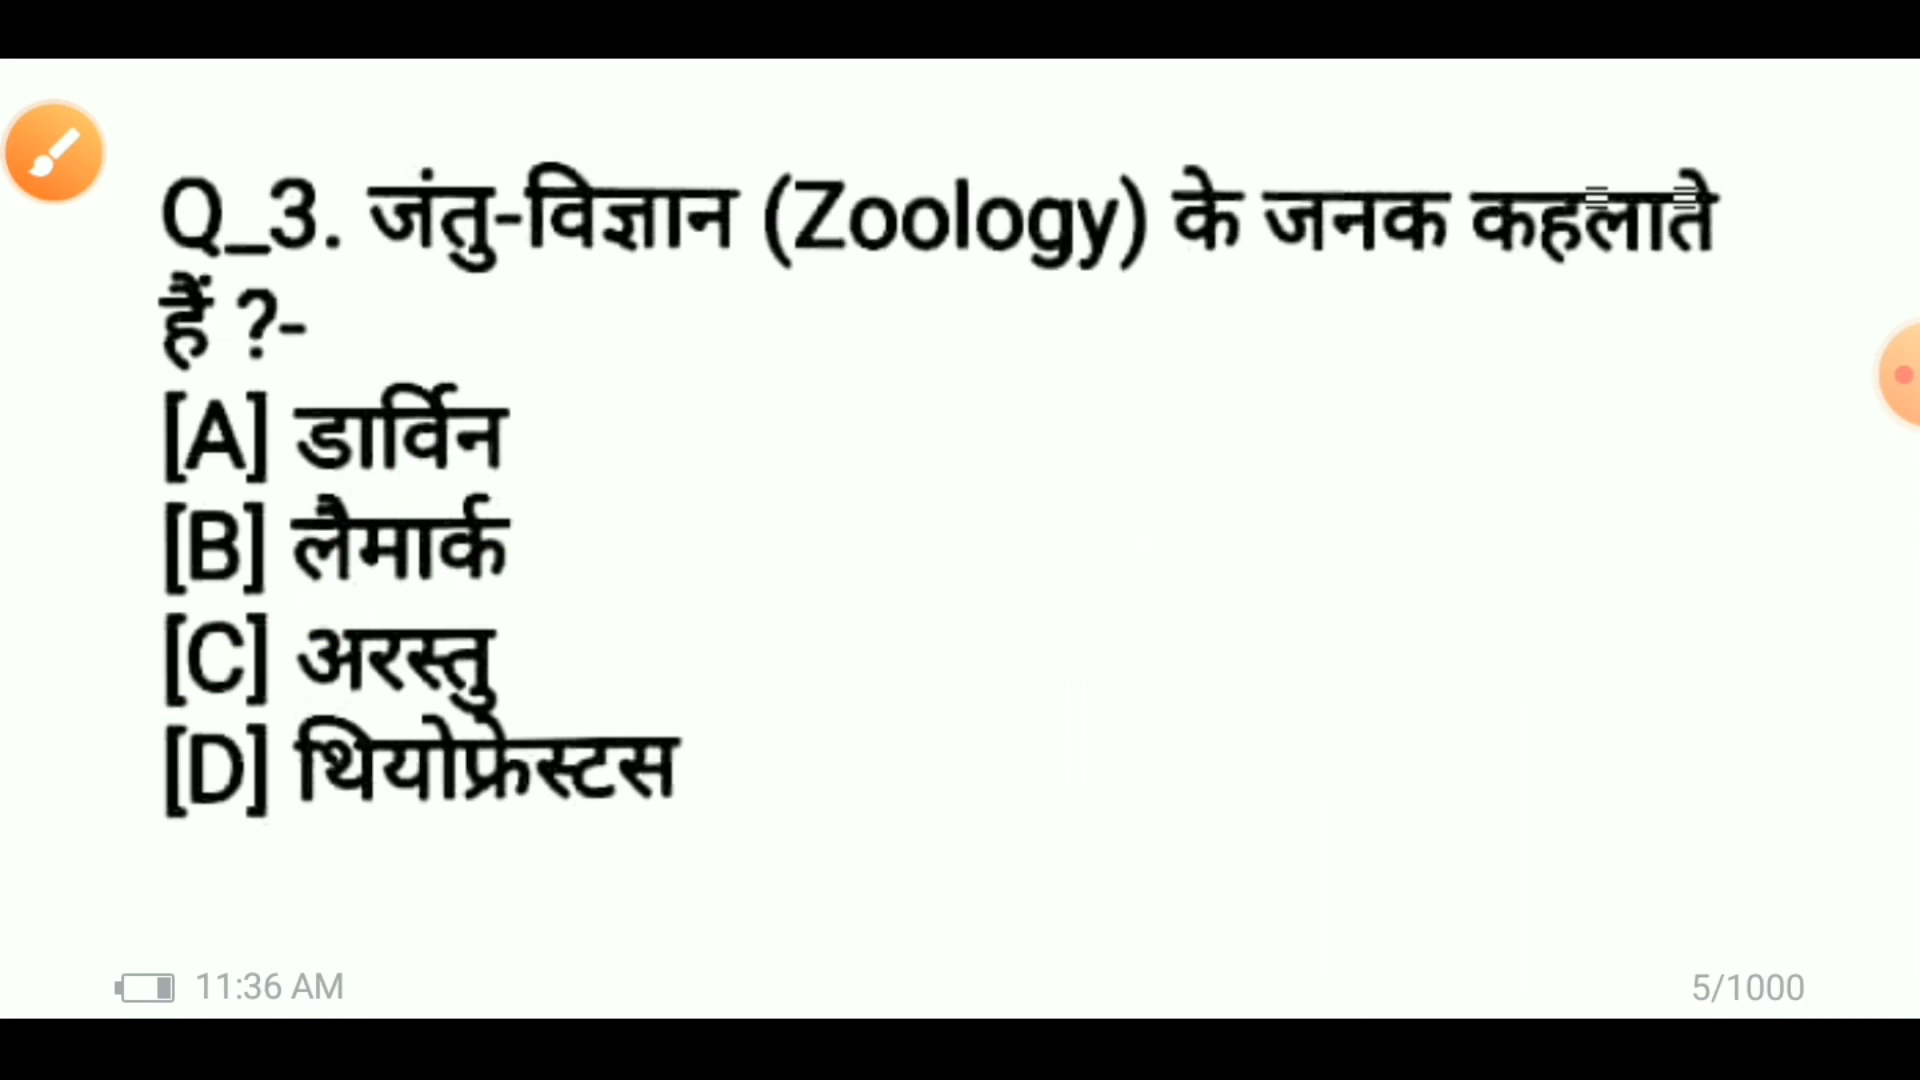 Q_3. जंतु-विज्ञान (Zoology) के जनक कहलाते
हैं ?-
[A] डार्विन
[B] लैमार्क
[C] अरस्तु
[D] थियोफ्रेस्टस
11:36 AM
5/1000